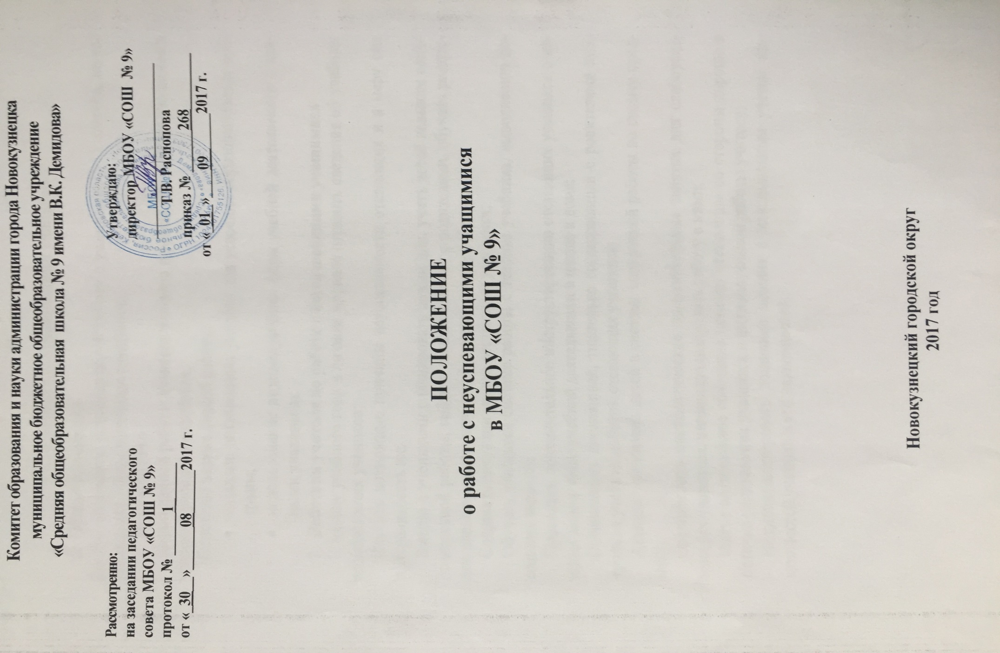 Комитет образования и науки администрации города Новокузнецка
муниципальное бюджетное общеобразовательное учреждение
«Средняя общеобразовательная школа № 9 имени В.К. Демидова»
Рассмотренно:
на заседании педагогического
совета МБОУ «СОШ № 9»
протокол № 1
от « 30 » 08 2017 г.
Утверждаю:
директор МБОУ «СОШ № 9»
Т.В. Распопова
приказ № 268
от « 01 » 09 2017 г.
ПОЛОЖЕНИЕ
о работе с неуспевающими учащимися
в МБОУ «СОШ № 9»
Новокузнецкий городской округ
2017 год